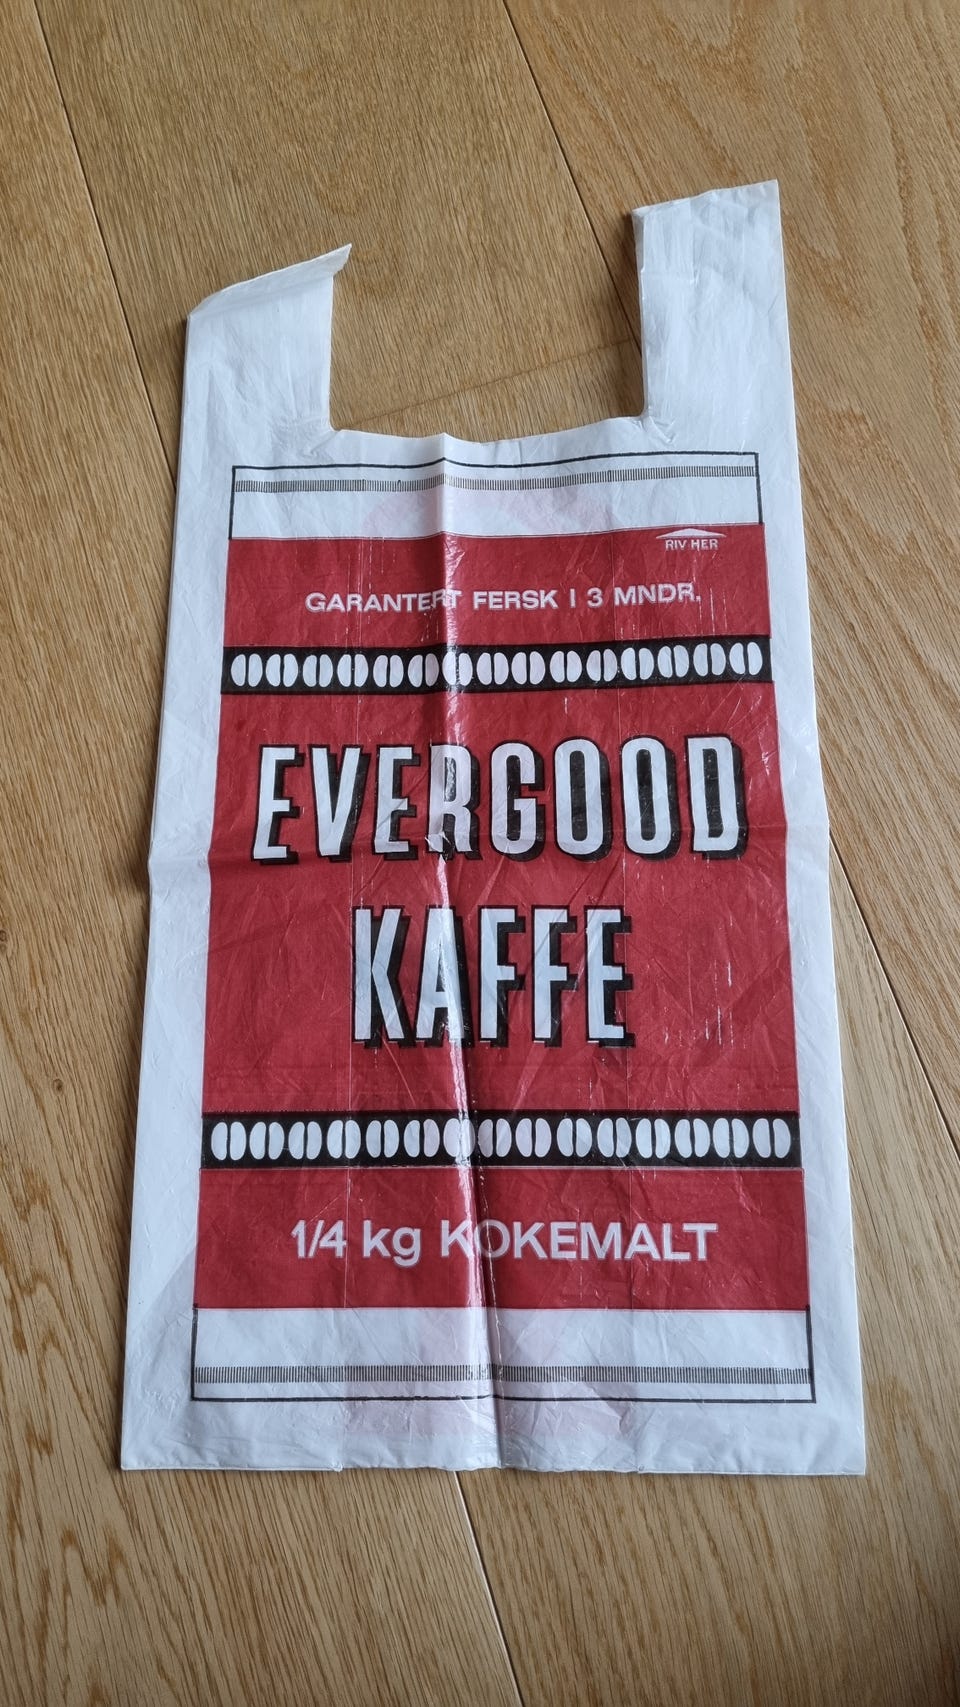 RIV HER
GARANTERT FERSK I 3 MNDR.
EVERGOOD
KAFFE
1/4 kg KOKEMALT